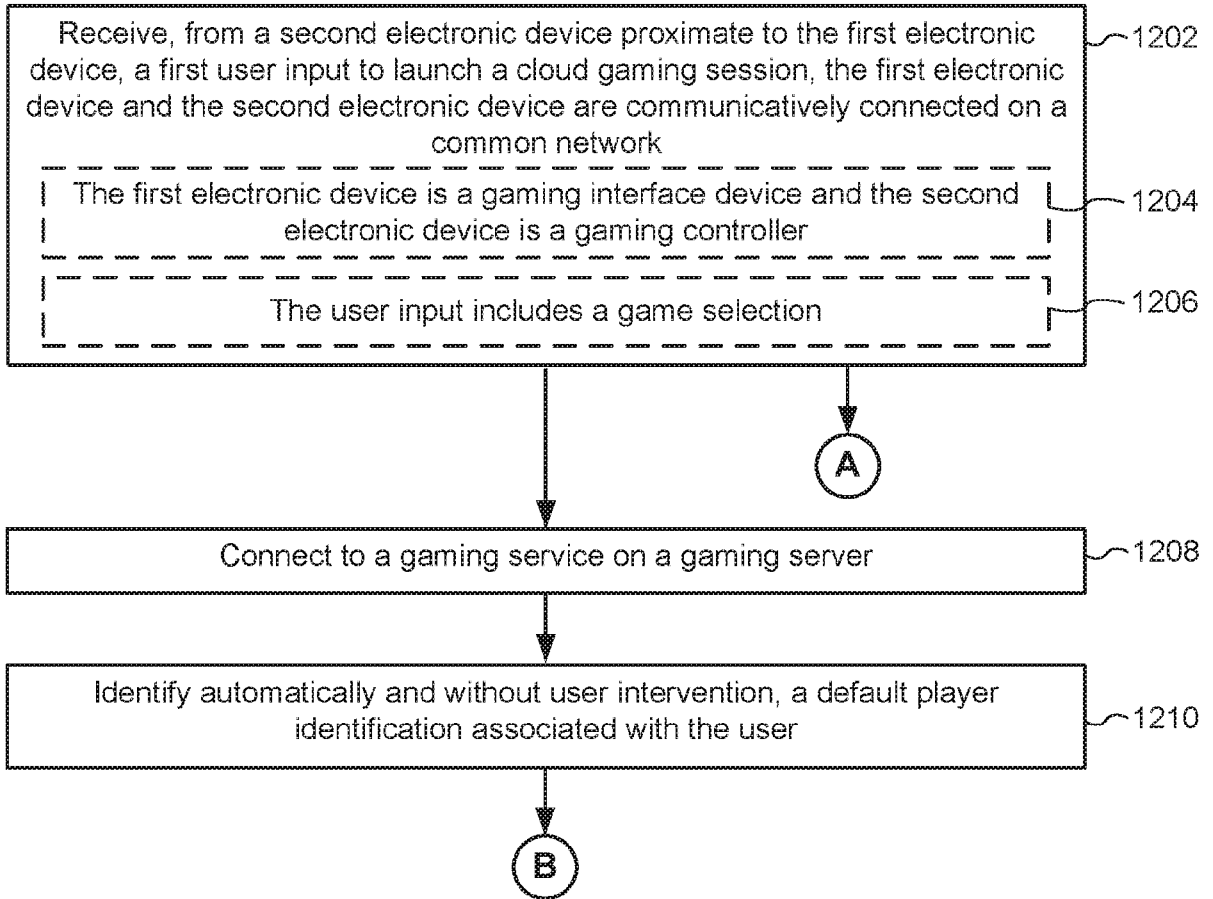 Receive, from a second electronic device proximate to the first electronic
device, a first user input to launch a cloud gaming session, the first electronic
device and the second electronic device are communicatively connected on a
common network
1202
The first electronic device is a gaming interface device and the second
electronic device is a gaming controller
1204
The user input includes a game selection
1206
A
Connect to a gaming service on a gaming server
1208
Identify automatically and without user intervention, a default player
identification associated with the user
1210
B